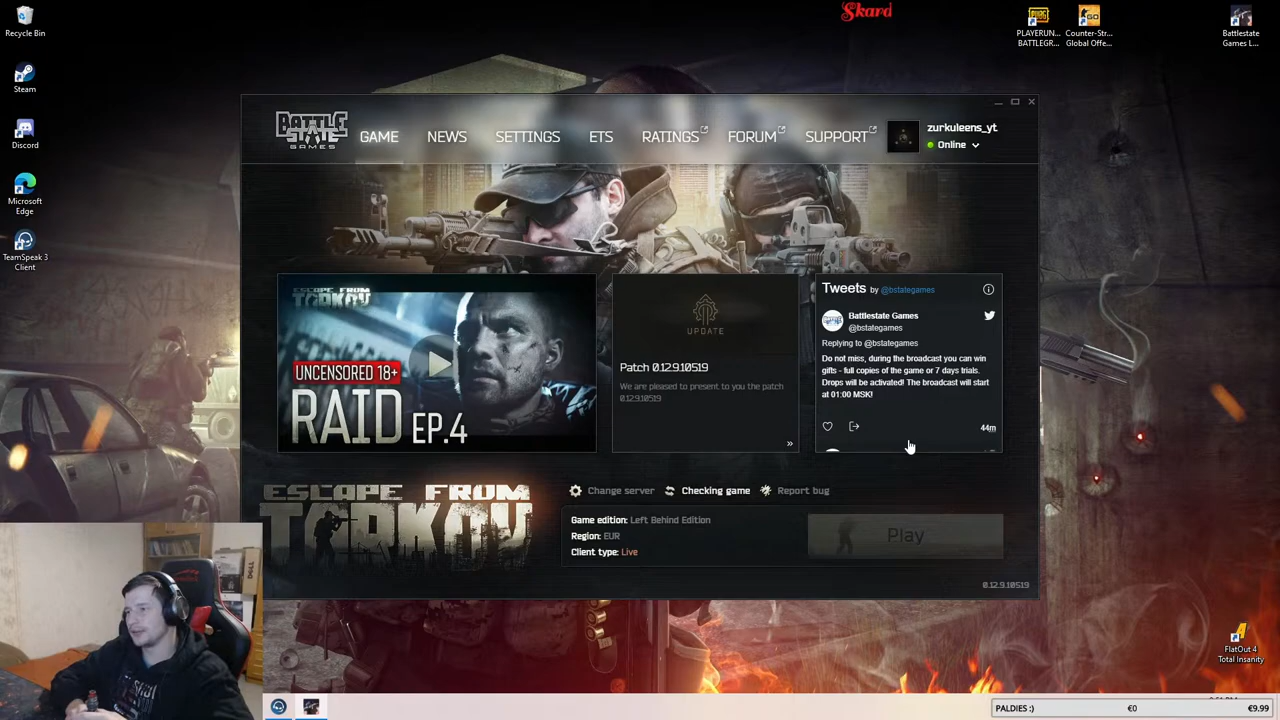 Skard
Recycle Bin
PLAYERUN...
BATTLEGR...
Counter-Str...
Global Offe...
Battlestate
Games L...
Steam
Discord
Microsoft
Edge
TeamSpeak 3
Client
BATTLE
STATE
GAMES
GAME
NEWS
SETTINGS
ETS
RATINGS
FORUM
SUPPORT
zurkuleens_yt
Online
ESCAPE FROM
TARKOV
UNCENSORED 18+
RAID EP.4
UPDATE
Patch 0.12.9.10519
We are pleased to present to you the patch
0.12.9.10519
»
Tweets by @bstategames
Battlestate Games
@bstategames
Replying to @bstategames
Do not miss, during the broadcast you can win
gifts - full copies of the game or 7 days trials.
Drops will be activated! The broadcast will start
at 01:00 MSK!
44m
ESCAPE FROM
TARKOV
Change server
Checking game
Report bug
Game edition: Left Behind Edition
Region: EUR
Client type: Live
Play
0.12.9.10519
DELL
FlatOut 4
Total Insanity
PALDIES :)
€0
€9.99